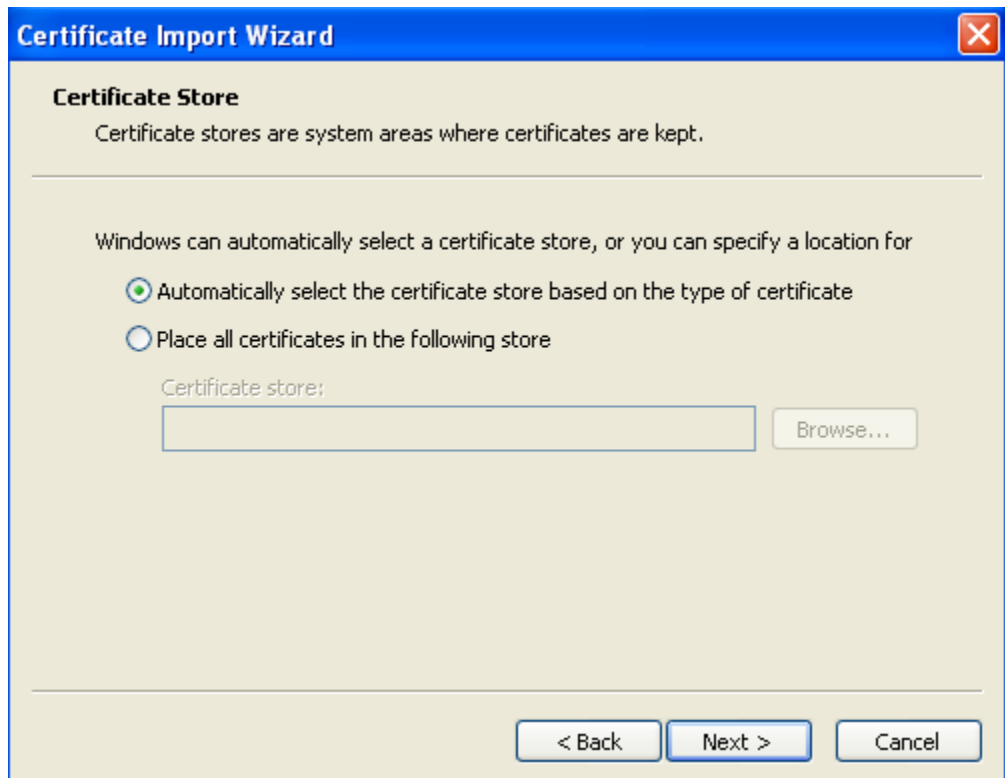 Certificate Import Wizard
Certificate Store
Certificate stores are system areas where certificates are kept.
Windows can automatically select a certificate store, or you can specify a location for
Automatically select the certificate store based on the type of certificate
Place all certificates in the following store
Certificate store:
Browse...
< Back Next > Cancel